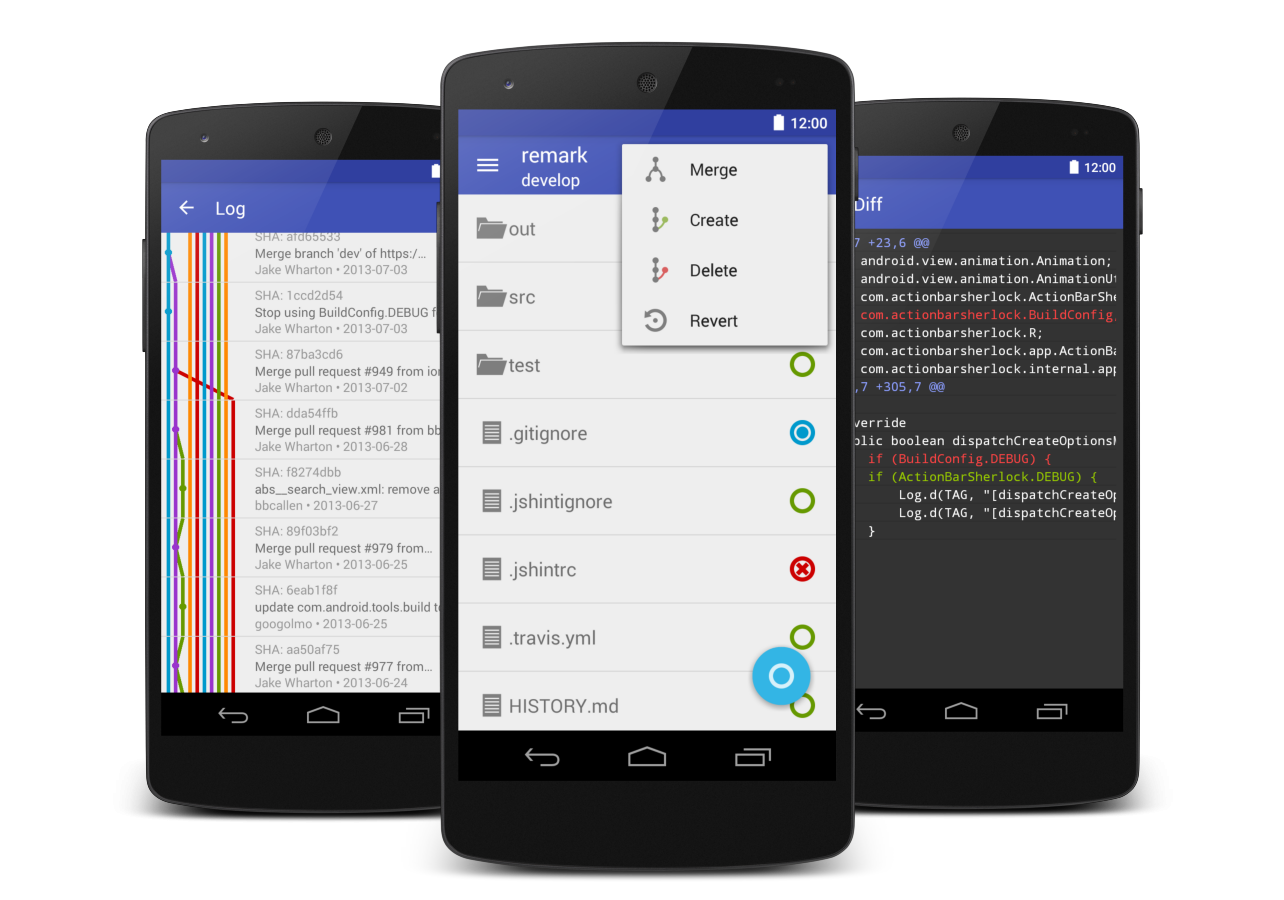 Log
SHA: afd65533
Merge branch 'dev' of https:/...
Jake Wharton • 2013-07-03
SHA: 1ccd2d54
Stop using BuildConfig.DEBUG f
Jake Wharton • 2013-07-03
SHA: 87ba3cd6
Merge pull request #949 from ion
Jake Wharton • 2013-07-02
SHA: dda54ffb
Merge pull request #981 from bb
Jake Wharton • 2013-06-28
SHA: f8274dbb
abs__search_view.xml: remove a
bbcallen • 2013-06-27
SHA: 89f03bf2
Merge pull request #979 from...
Jake Wharton • 2013-06-25
SHA: 6eab1f8f
update com.android.tools.build t
googolmo • 2013-06-25
SHA: aa50af75
Merge pull request #977 from...
Jake Wharton • 2013-06-24
12:00
remark
develop
Merge
Create
Delete
Revert
out
src
test
.gitignore
.jshintignore
.jshintrc
.travis.yml
HISTORY.md
12:00
Diff
7 +23,6 @@
android.view.animation.Animation;
android.view.animation.AnimationUt
com.actionbarsherlock.ActionBarShe
com.actionbarsherlock.BuildConfig
com.actionbarsherlock.R;
com.actionbarsherlock.app.ActionBa
com.actionbarsherlock.internal.app
,7 +305,7 @@
verride
blic boolean dispatchCreateOptionsM
if (BuildConfig.DEBUG) {
if (ActionBarSherlock.DEBUG) {
Log.d(TAG, "[dispatchCreateOp
Log.d(TAG, "[dispatchCreateOp
}